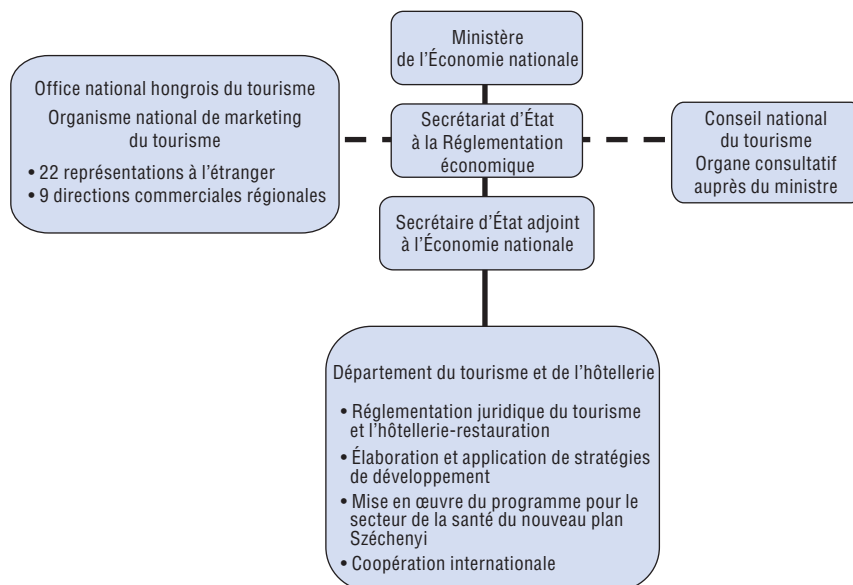 Ministère
de l'Économie nationale
Office national hongrois du tourisme
Organisme national de marketing
du tourisme
• 22 représentations à l'étranger
• 9 directions commerciales régionales
Secrétariat d'État
à la Réglementation
économique
Conseil national
du tourisme
Organe consultatif
auprès du ministre
Secrétaire d'État adjoint
à l'Économie nationale
Département du tourisme et de l'hôtellerie
• Réglementation juridique du tourisme
et l'hôtellerie-restauration
• Élaboration et application de stratégies
de développement
• Mise en œuvre du programme pour le
secteur de la santé du nouveau plan
Széchenyi
• Coopération internationale